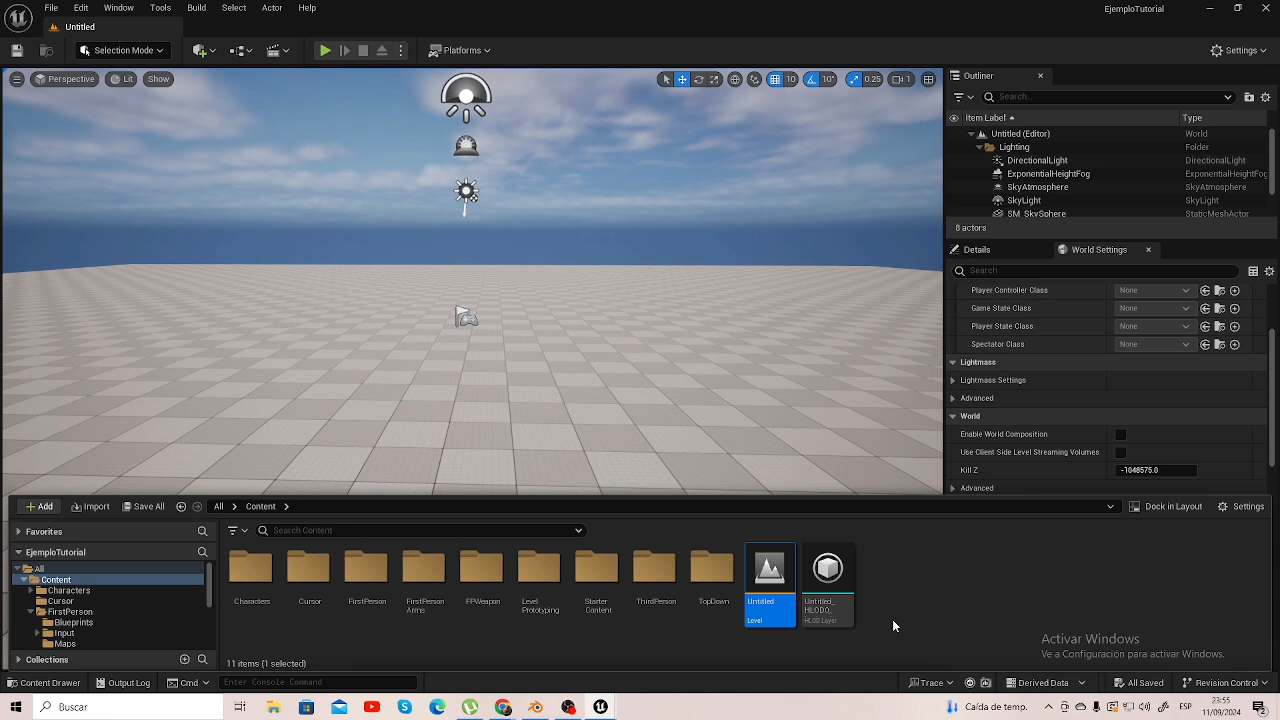 File Edit Window Tools Build Select Actor Help EjemploTutorial
Untitled
Selection Mode Platforms Settings
Perspective Lit Show 10 10° 0.25 1
Outliner
Search...
Item Label Type
Untitled (Editor) World
Lighting Folder
DirectionalLight DirectionalLight
ExponentialHeightFog ExponentialHeightFog
SkyAtmosphere SkyAtmosphere
SkyLight SkyLight
SM_SkySphere StaticMeshActor
8 actors
Details World Settings
Search
Player Controller Class None
Game State Class None
Player State Class None
Spectator Class None
Lightmass
Lightmass Settings
Advanced
World
Enable World Composition
Use Client Side Level Streaming Volumes
Kill Z -1048575.0
Advanced
Add Import Save All All Content Dock in Layout Settings
Favorites
Search Content
EjemploTutorial
All
Content
Characters
Cursor
FirstPerson
Blueprints
Input
Maps
Collections
Characters Cursor FirstPerson FirstPerson Arms FPWeapon Level Prototyping Starter Content ThirdPerson TopDown Untitled Untitled_ HLOD0_
Level HLOD Layer
11 items (1 selected)
Activar Windows
Ve a Configuración para activar Windows.
Content Drawer Output Log Cmd Enter Console Command Trace Derived Data All Saved Revision Control
Buscar Caída de temp. ESP 23:55
11/09/2024 2